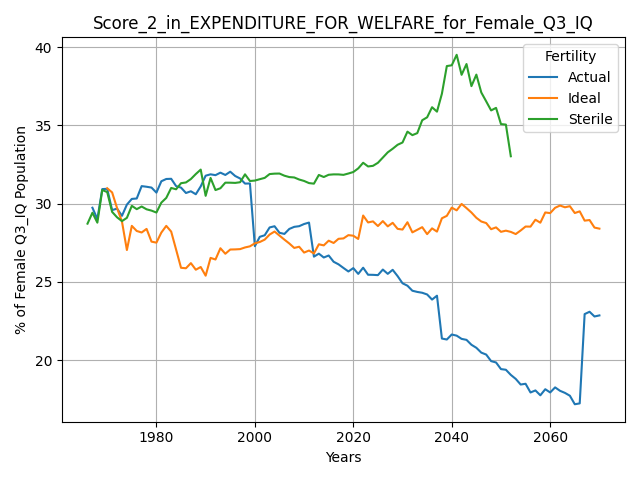 Score_2_in_EXPENDITURE_FOR_WELFARE_for_Female_Q3_IQ
40
35
30
25
20
% of Female Q3_IQ Population
Fertility
Actual
Ideal
Sterile
1980
2000
2020
2040
2060
Years